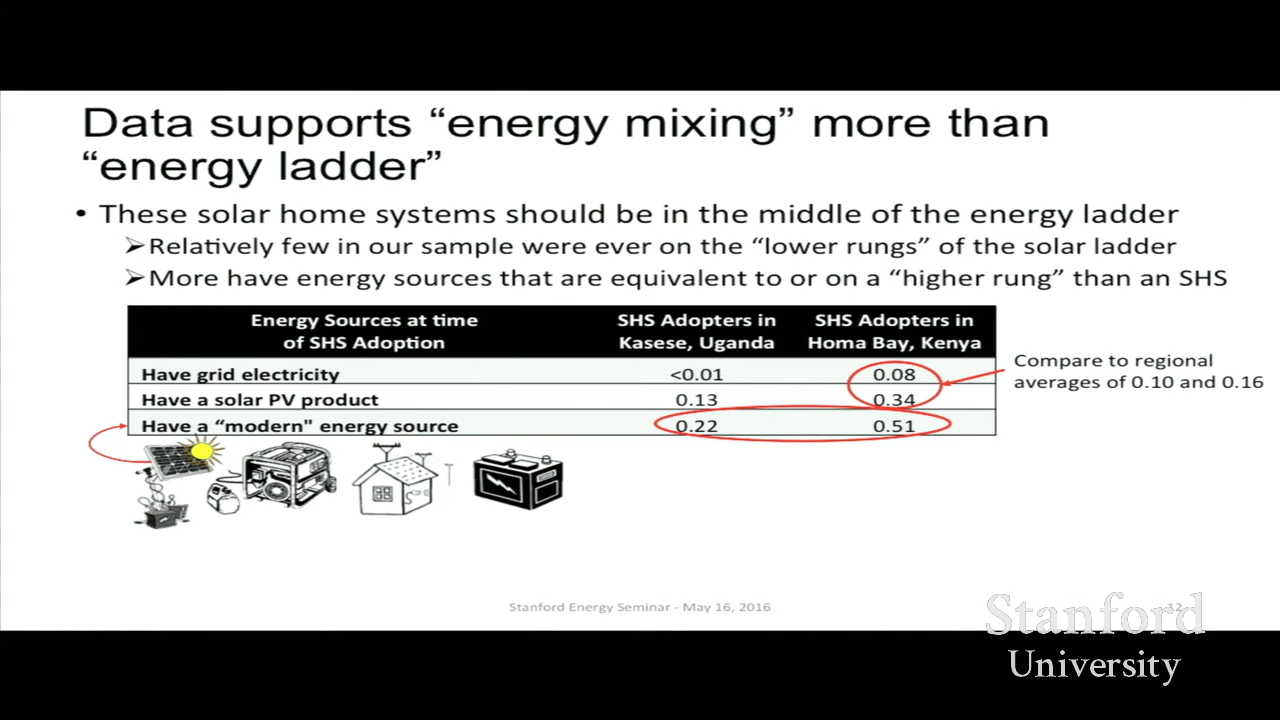 Data supports “energy mixing” more than
“energy ladder”
• These solar home systems should be in the middle of the energy ladder
➢Relatively few in our sample were ever on the “lower rungs” of the solar ladder
➢More have energy sources that are equivalent to or on a “higher rung” than an SHS
Energy Sources at time
of SHS Adoption
SHS Adopters in
Kasese, Uganda
SHS Adopters in
Homa Bay, Kenya
Have grid electricity <0.01 0.08
Have a solar PV product 0.13 0.34
Have a “modern" energy source 0.22 0.51
Compare to regional
averages of 0.10 and 0.16
Stanford Energy Seminar - May 16, 2016
12
Stanford
University